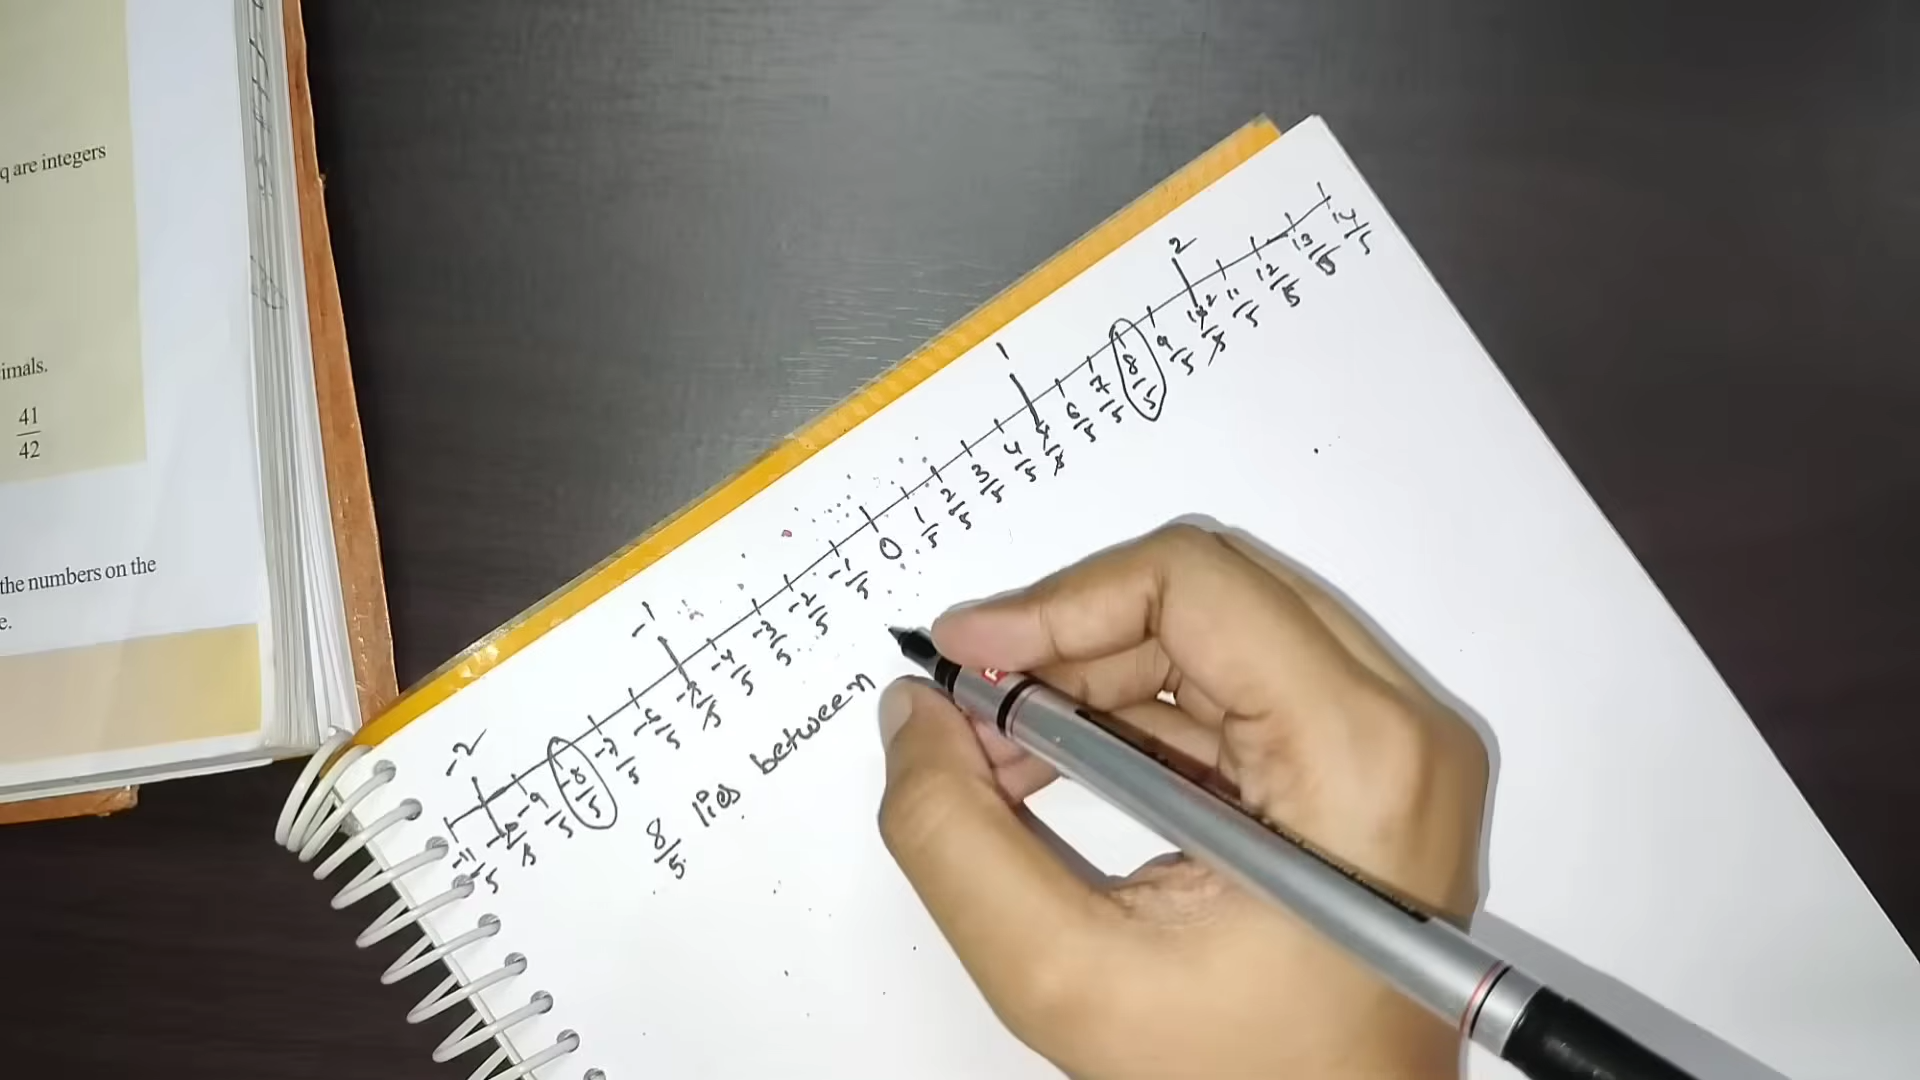 q are integers
imals.
41
42
the numbers on the
e.
-2 -1 1 2
-11/5 -10/5 -9/5 -8/5 -7/5 -6/5 -5/5 -4/5 -3/5 -2/5 -1/5 0 1/5 2/5 3/5 4/5 5/5 6/5 7/5 8/5 9/5 10/5 2 11/5 12/5 13/5 14/5
8/5 lies between